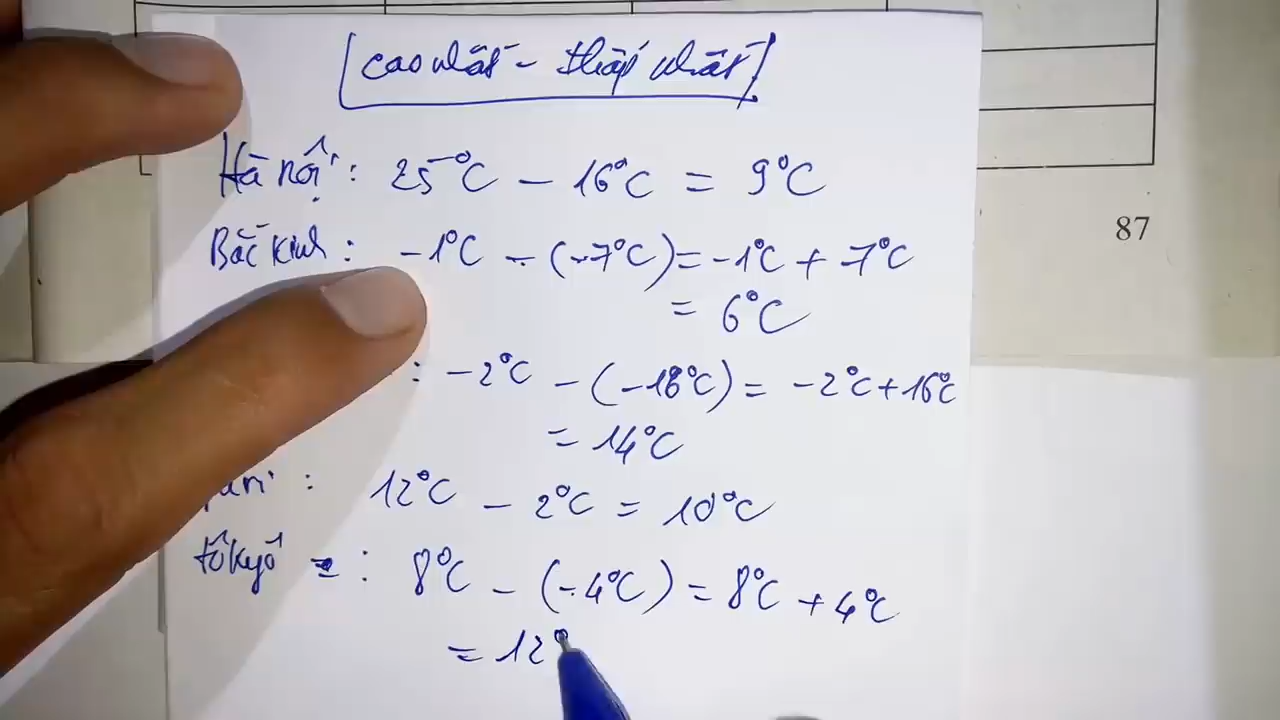 [cao nhất - thấp nhất]
Hà nội : 25°C - 16°C = 9°C
87
Bắc Kinh : -1°C - (-7°C) = -1°C + 7°C
= 6°C
: -2°C - (-16°C) = -2°C + 16°C
= 14°C
: 12°C - 2°C = 10°C
tôkyô : 8°C - (-4°C) = 8°C + 4°C
= 12°